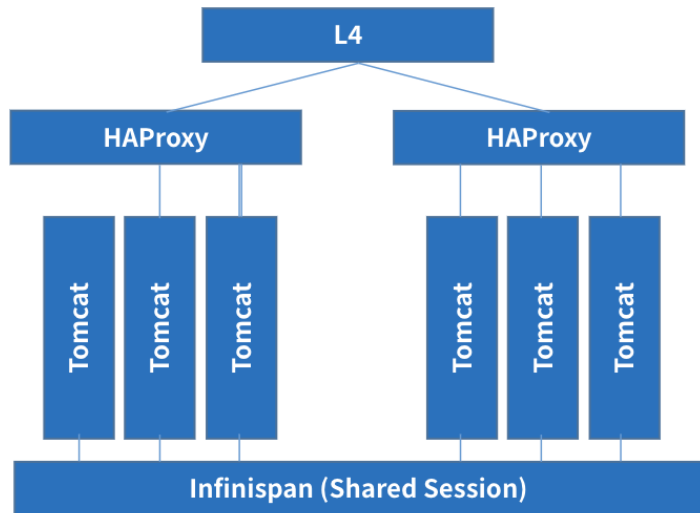 L4
HAProxy
HAProxy
Tomcat
Tomcat
Tomcat
Tomcat
Tomcat
Tomcat
Infinispan (Shared Session)